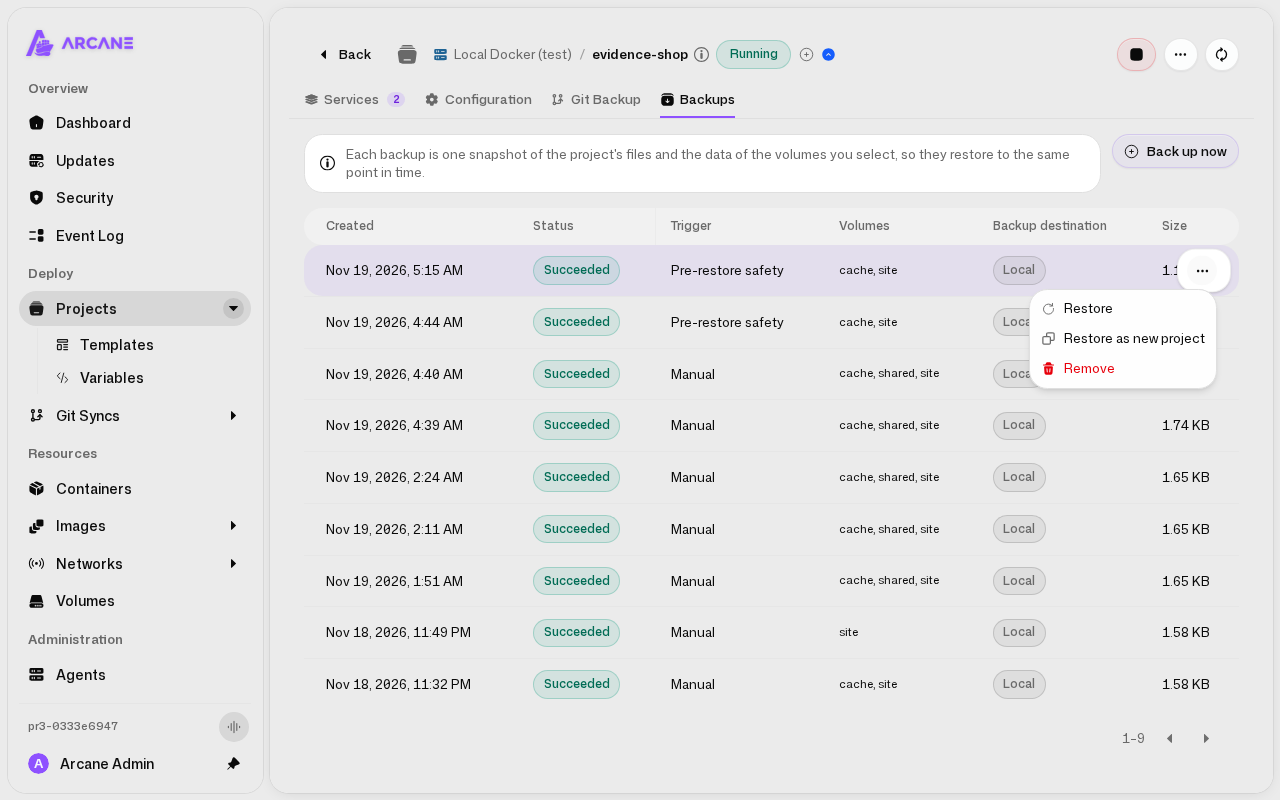 ARCANE
Overview
Dashboard
Updates
Security
Event Log
Deploy
Projects
Templates
Variables
Git Syncs
Resources
Containers
Images
Networks
Volumes
Administration
Agents
pr3-0333e6947
A Arcane Admin
Back Local Docker (test) / evidence-shop Running
Services 2 Configuration Git Backup Backups
Each backup is one snapshot of the project's files and the data of the volumes you select, so they restore to the same
point in time.
Back up now
Created Status Trigger Volumes Backup destination Size
Nov 19, 2026, 5:15 AM Succeeded Pre-restore safety cache, site Local
Nov 19, 2026, 4:44 AM Succeeded Pre-restore safety cache, site
Nov 19, 2026, 4:40 AM Succeeded Manual cache, shared, site
Restore
Restore as new project
Remove
Nov 19, 2026, 4:39 AM Succeeded Manual cache, shared, site Local 1.74 KB
Nov 19, 2026, 2:24 AM Succeeded Manual cache, shared, site Local 1.65 KB
Nov 19, 2026, 2:11 AM Succeeded Manual cache, shared, site Local 1.65 KB
Nov 19, 2026, 1:51 AM Succeeded Manual cache, shared, site Local 1.65 KB
Nov 18, 2026, 11:49 PM Succeeded Manual site Local 1.58 KB
Nov 18, 2026, 11:32 PM Succeeded Manual cache, site Local 1.58 KB
1–9